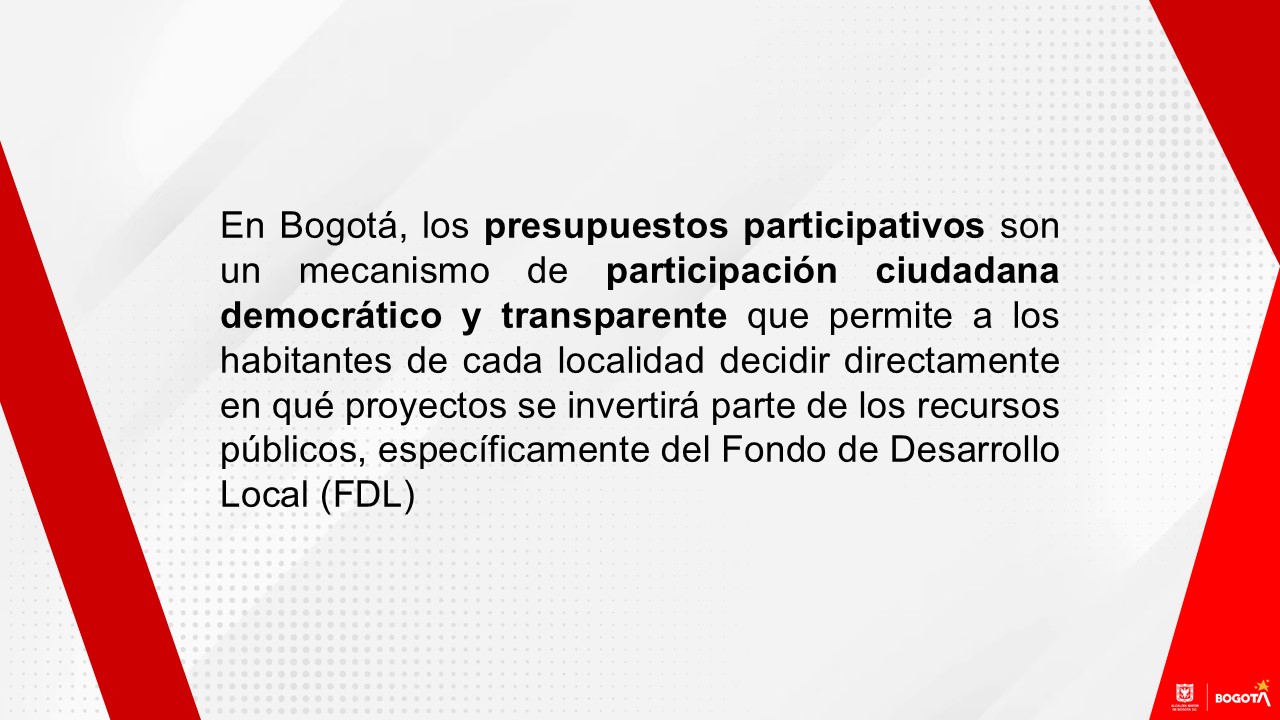 En Bogotá, los presupuestos participativos son
un mecanismo de participación ciudadana
democrático y transparente que permite a los
habitantes de cada localidad decidir directamente
en qué proyectos se invertirá parte de los recursos
públicos, específicamente del Fondo de Desarrollo
Local (FDL)
ALCALDÍA MAYOR
DE BOGOTÁ D.C.
BOGOTÁ